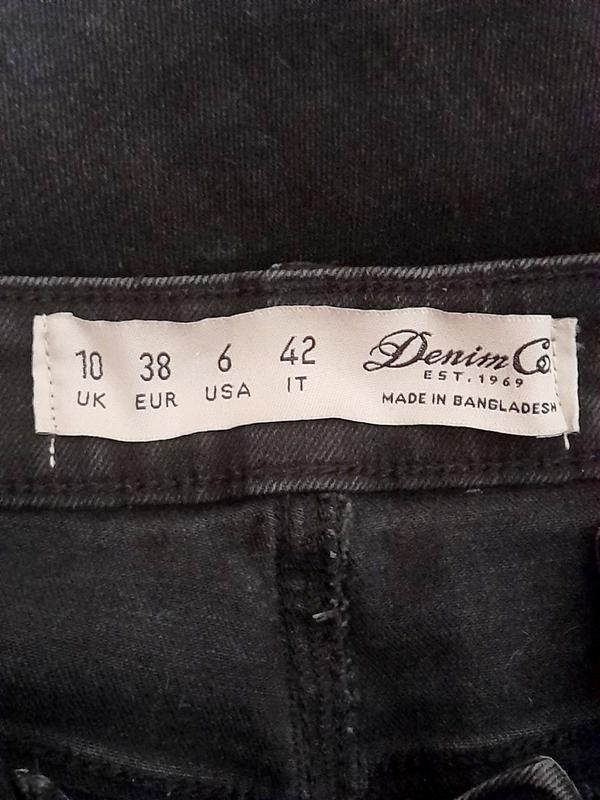 10 38 6 42
UK EUR USA IT
Denim Co
EST. 1969
MADE IN BANGLADESH